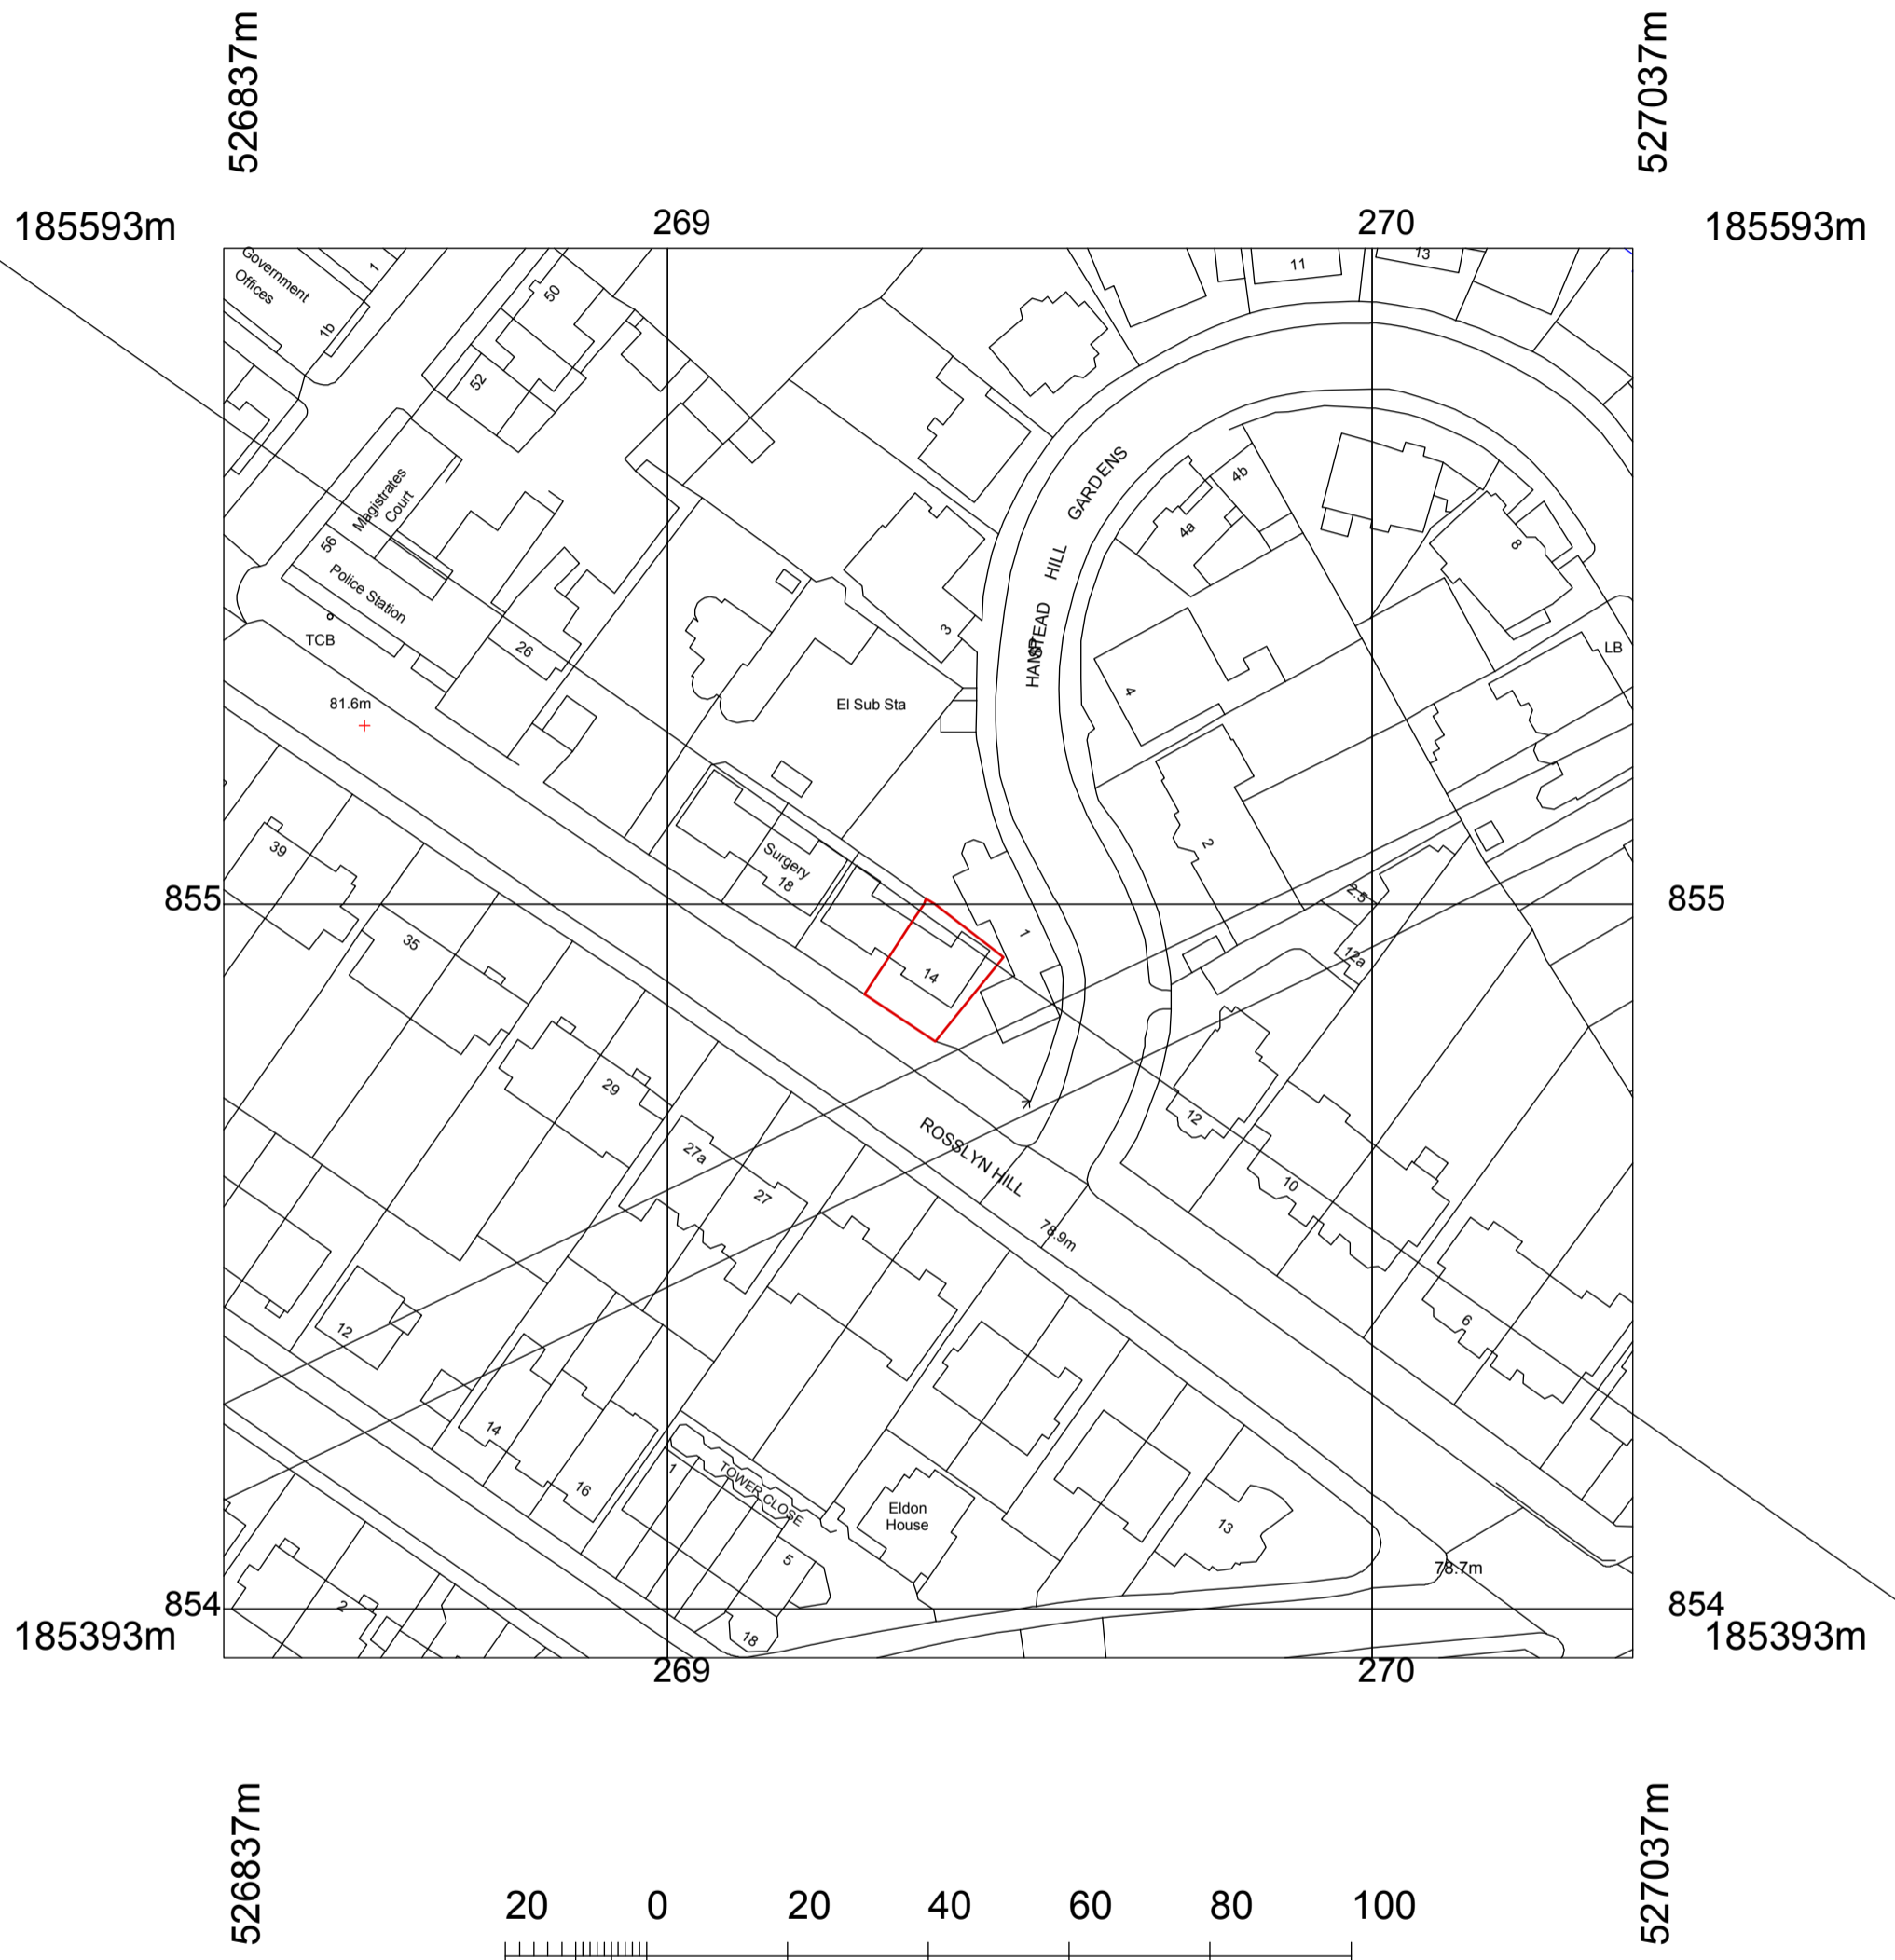 526837m
527037m
185593m
269
270
185593m
Government
Offices
1
1b
50
52
11
13
Magistrates
Court
56
Police Station
TCB
26
81.6m
El Sub Sta
3
HAMPSTEAD HILL GARDENS
4b
4a
8
4
LB
2
39
Surgery
18
855
855
35
14
1
2.5
12a
29
27a
27
ROSSLYN HILL
78.9m
12
10
6
12
14
16
1
TOWER CLOSE
5
Eldon
House
13
78.7m
2
18
854
854
185393m
185393m
269
270
526837m
527037m
20 0 20 40 60 80 100